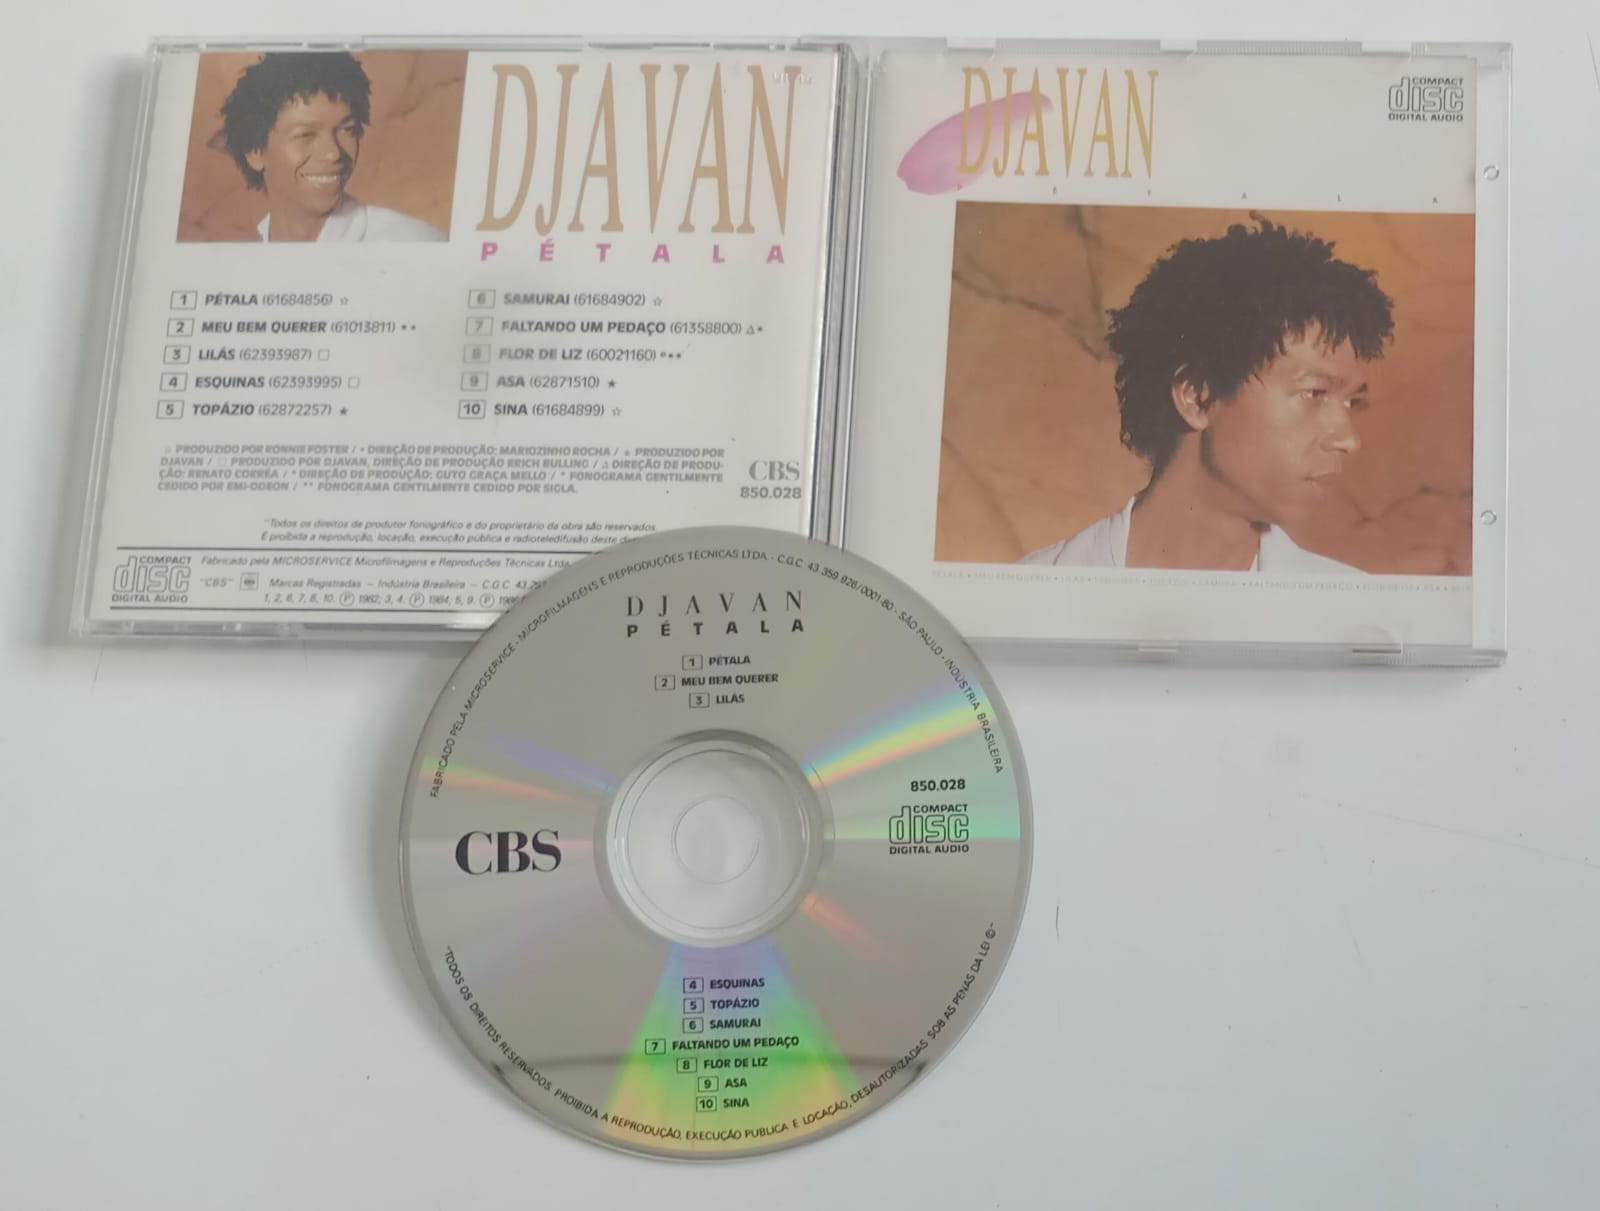 DJAVAN
PÉTALA
1 PÉTALA (61684856) ☆
2 MEU BEM QUERER (61013811) • •
3 LILÁS (62393987) □
4 ESQUINAS (62393995) □
5 TOPÁZIO (62872257) ★
6 SAMURAI (61684902) ☆
7 FALTANDO UM PEDAÇO (61358800) △•
8 FLOR DE LIZ (60021160) •••
9 ASA (62871510) ★
10 SINA (61684899) ☆
☆ PRODUZIDO POR RONNIE FOSTER / • DIREÇÃO DE PRODUÇÃO: MARIOZINHO ROCHA / ★ PRODUZIDO POR
DJAVAN / □ PRODUZIDO POR DJAVAN, DIREÇÃO DE PRODUÇÃO ERICH BULLING / △ DIREÇÃO DE PRODU-
ÇÃO: RENATO CORRÊA / * DIREÇÃO DE PRODUÇÃO: GUTO GRAÇA MELLO / * FONOGRAMA GENTILMENTE
CEDIDO POR EMI-ODEON / ** FONOGRAMA GENTILMENTE CEDIDO POR SIGLA.
CBS
850.028
"Todos os direitos de produtor fonográfico e do proprietário da obra são reservados.
É proibida a reprodução, locação, execução pública e radioteledifusão deste
COMPACT
disc
DIGITAL AUDIO
Fabricado pela MICROSERVICE Microfilmagens e Reproduções Técnicas Ltda.
"CBS" Marcas Registradas — Indústria Brasileira — C.G.C. 43
1, 2, 6, 7, 8, 10. Ⓟ 1982; 3, 4. Ⓟ 1984; 5, 9. Ⓟ 1986
DJAVAN
PÉTALA
COMPACT
disc
DIGITAL AUDIO
FABRICADO PELA MICROSERVICE - MICROFILMAGENS E REPRODUÇÕES TÉCNICAS LTDA. - C.G.C. 43.359.926/0001-80 - SÃO PAULO - INDÚSTRIA BRASILEIRA
DJAVAN
PÉTALA
1 PÉTALA
2 MEU BEM QUERER
3 LILÁS
CBS
850.028
COMPACT
disc
DIGITAL AUDIO
4 ESQUINAS
5 TOPÁZIO
6 SAMURAI
7 FALTANDO UM PEDAÇO
8 FLOR DE LIZ
9 ASA
10 SINA
"TODOS OS DIREITOS RESERVADOS. PROIBIDA A REPRODUÇÃO, EXECUÇÃO PUBLICA E LOCAÇÃO, DESAUTORIZADAS SOB AS PENAS DA LEI ©"